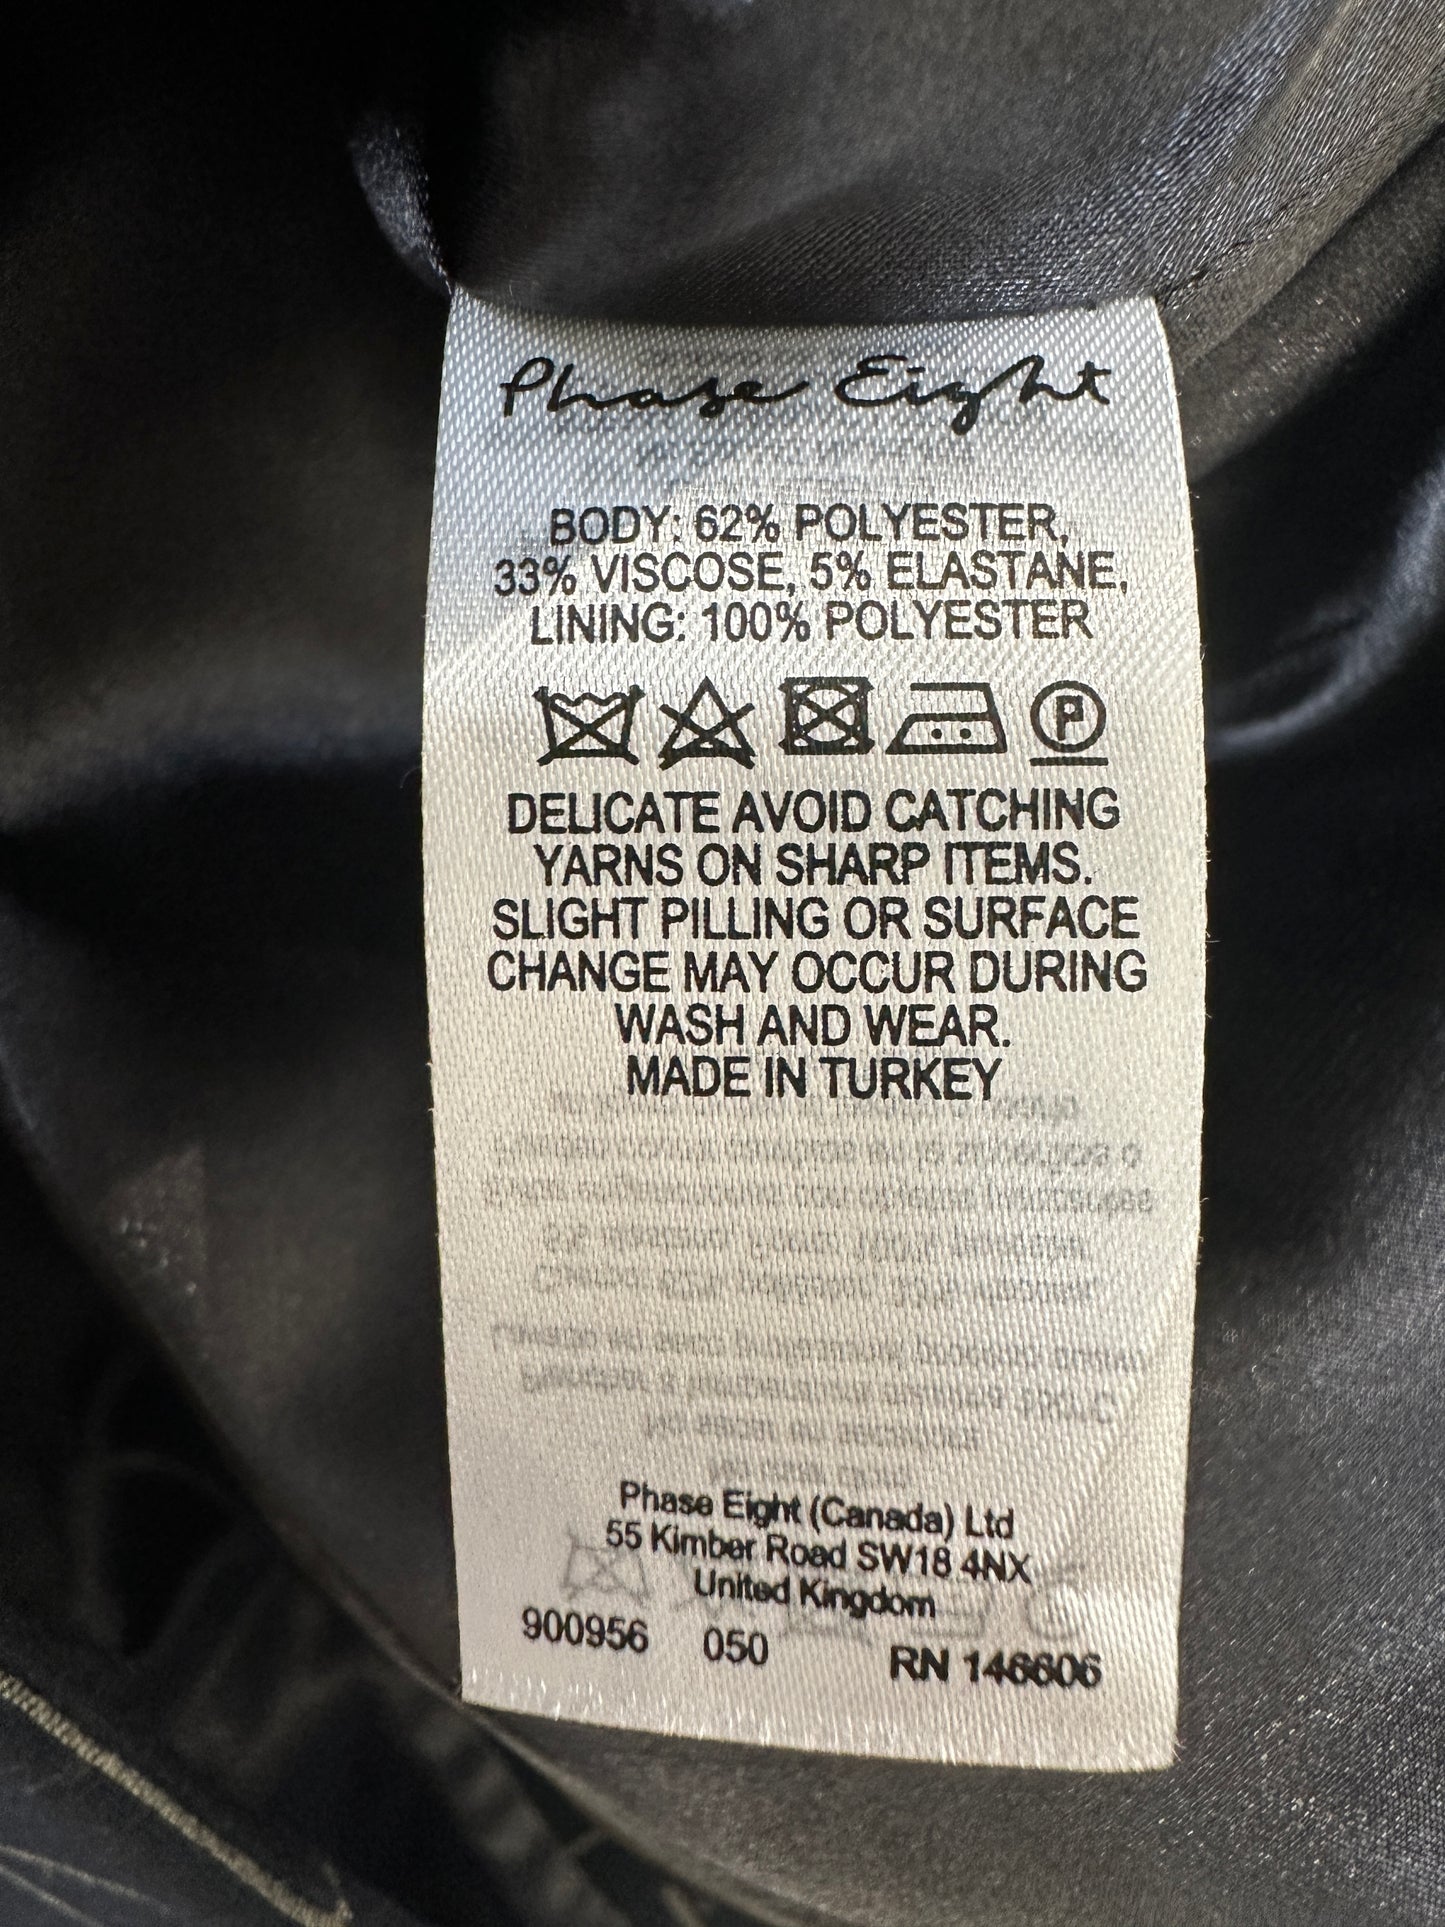 Phase Eight
BODY: 62% POLYESTER,
33% VISCOSE, 5% ELASTANE,
LINING: 100% POLYESTER
P
DELICATE AVOID CATCHING
YARNS ON SHARP ITEMS.
SLIGHT PILLING OR SURFACE
CHANGE MAY OCCUR DURING
WASH AND WEAR.
MADE IN TURKEY
Phase Eight (Canada) Ltd
55 Kimber Road SW18 4NX
United Kingdom
900956 050 RN 146606